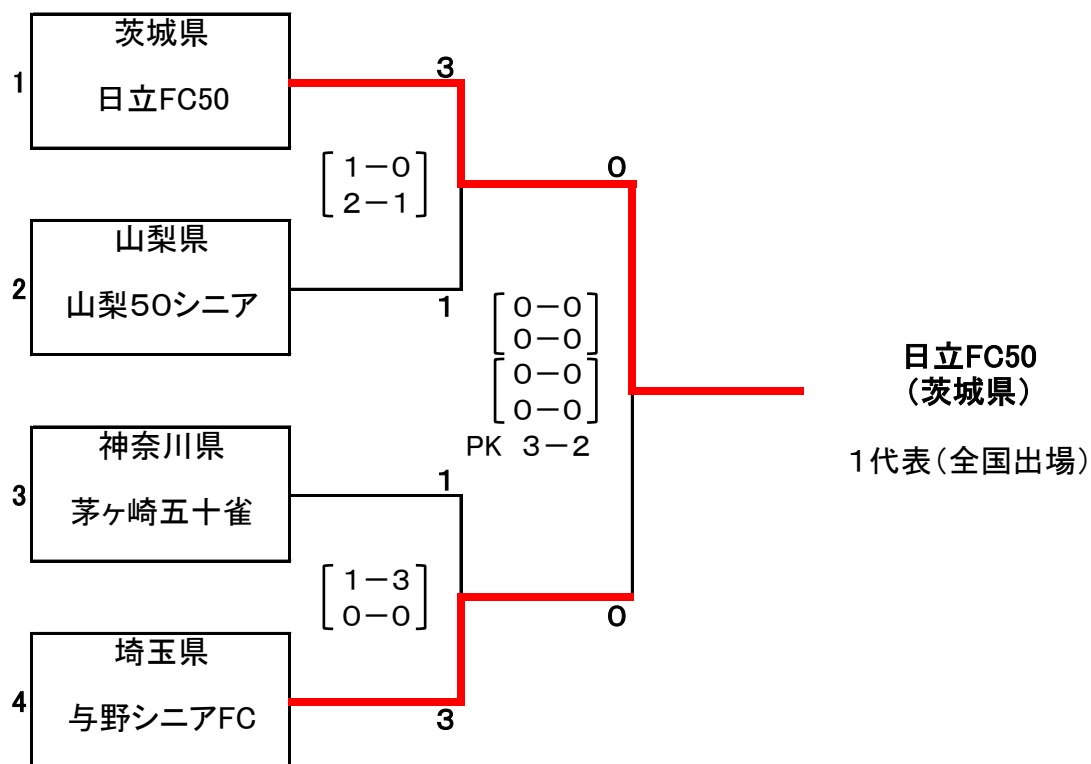 茨城県
1
日立FC50
3
[1-0]
[2-1]
0
山梨県
2
山梨50シニア
1
[0-0]
[0-0]
[0-0]
[0-0]
PK 3-2
日立FC50
(茨城県)
1代表(全国出場)
神奈川県
3
茅ヶ崎五十雀
1
[1-3]
[0-0]
0
埼玉県
4
与野シニアFC
3